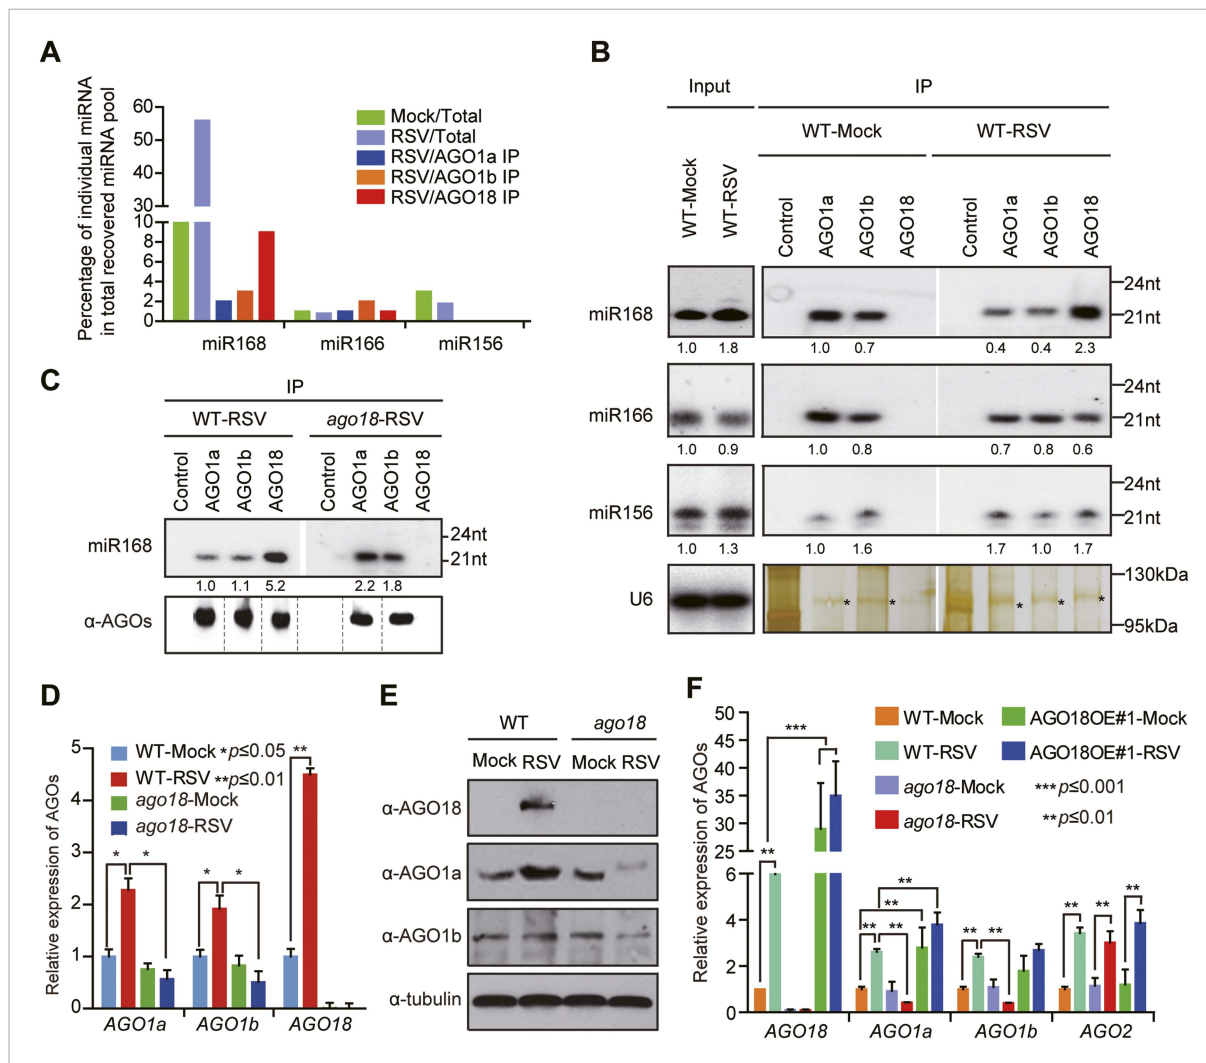 A
Percentage of individual miRNA
in total recovered miRNA pool
60
50
40
30
10
8
6
4
2
0
Mock/Total
RSV/Total
RSV/AGO1a IP
RSV/AGO1b IP
RSV/AGO18 IP
miR168 miR166 miR156
B
Input IP
WT-Mock WT-RSV
WT-Mock WT-RSV Control AGO1a AGO1b AGO18 Control AGO1a AGO1b AGO18
miR168 24nt
21nt
1.0 1.8 1.0 0.7 0.4 0.4 2.3
miR166 24nt
21nt
1.0 0.9 1.0 0.8 0.7 0.8 0.6
miR156 24nt
21nt
1.0 1.3 1.0 1.6 1.7 1.0 1.7
U6 130kDa
* * * * *
95kDa
C
IP
WT-RSV ago18-RSV
Control AGO1a AGO1b AGO18 Control AGO1a AGO1b AGO18
miR168 24nt
21nt
1.0 1.1 5.2 2.2 1.8
α-AGOs
D
Relative expression of AGOs
5
4
3
2
1
0
WT-Mock *p≤0.05
WT-RSV **p≤0.01
ago18-Mock
ago18-RSV
* * * * **
AGO1a AGO1b AGO18
E
WT ago18
Mock RSV Mock RSV
α-AGO18
α-AGO1a
α-AGO1b
α-tubulin
F
Relative expression of AGOs
50
45
40
35
30
25
6
4
2
0
WT-Mock AGO18OE#1-Mock
WT-RSV AGO18OE#1-RSV
ago18-Mock ***p≤0.001
ago18-RSV **p≤0.01
***
**
** ** ** ** ** ** ** ** ** **
AGO18 AGO1a AGO1b AGO2